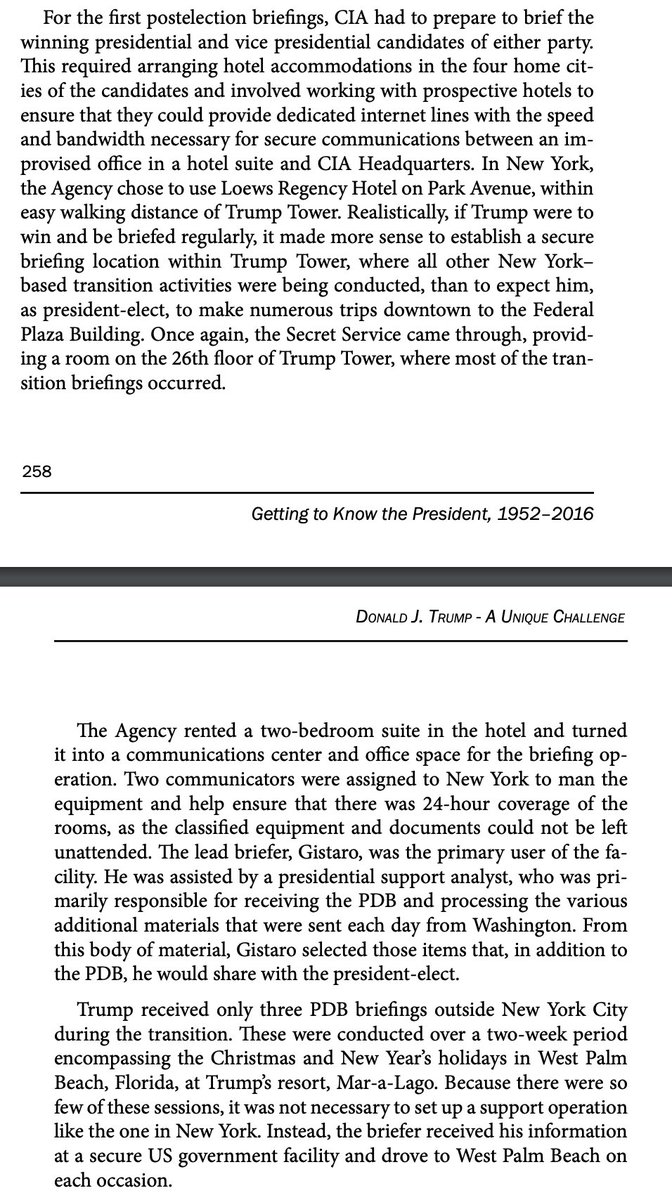 For the first postelection briefings, CIA had to prepare to brief the
winning presidential and vice presidential candidates of either party.
This required arranging hotel accommodations in the four home cit-
ies of the candidates and involved working with prospective hotels to
ensure that they could provide dedicated internet lines with the speed
and bandwidth necessary for secure communications between an im-
provised office in a hotel suite and CIA Headquarters. In New York,
the Agency chose to use Loews Regency Hotel on Park Avenue, within
easy walking distance of Trump Tower. Realistically, if Trump were to
win and be briefed regularly, it made more sense to establish a secure
briefing location within Trump Tower, where all other New York–
based transition activities were being conducted, than to expect him,
as president-elect, to make numerous trips downtown to the Federal
Plaza Building. Once again, the Secret Service came through, provid-
ing a room on the 26th floor of Trump Tower, where most of the tran-
sition briefings occurred.
258
Getting to Know the President, 1952–2016
Donald J. Trump - A Unique Challenge
The Agency rented a two-bedroom suite in the hotel and turned
it into a communications center and office space for the briefing op-
eration. Two communicators were assigned to New York to man the
equipment and help ensure that there was 24-hour coverage of the
rooms, as the classified equipment and documents could not be left
unattended. The lead briefer, Gistaro, was the primary user of the fa-
cility. He was assisted by a presidential support analyst, who was pri-
marily responsible for receiving the PDB and processing the various
additional materials that were sent each day from Washington. From
this body of material, Gistaro selected those items that, in addition to
the PDB, he would share with the president-elect.
Trump received only three PDB briefings outside New York City
during the transition. These were conducted over a two-week period
encompassing the Christmas and New Year’s holidays in West Palm
Beach, Florida, at Trump’s resort, Mar-a-Lago. Because there were so
few of these sessions, it was not necessary to set up a support operation
like the one in New York. Instead, the briefer received his information
at a secure US government facility and drove to West Palm Beach on
each occasion.